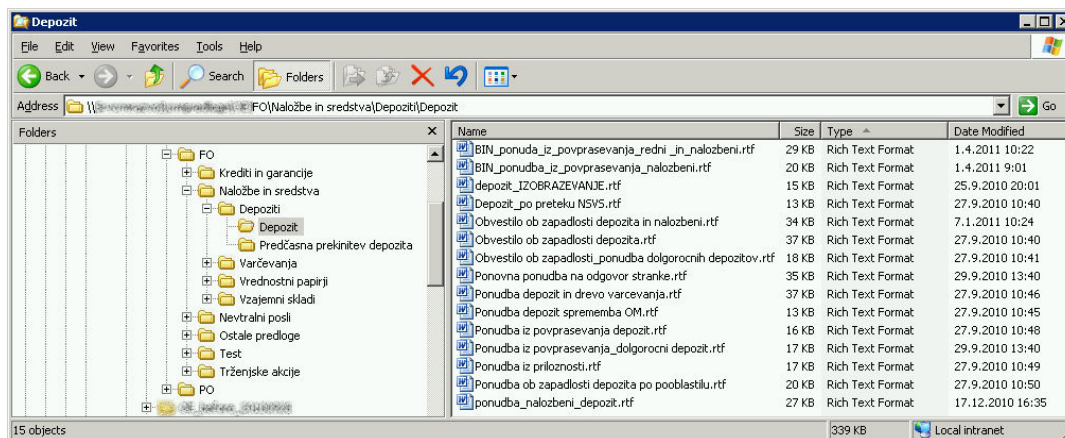 Depozit
File Edit View Favorites Tools Help
Back Search Folders
Address \\ FO\Naložbe in sredstva\Depoziti\Depozit Go
Folders
FO
Krediti in garancije
Naložbe in sredstva
Depoziti
Depozit
Predčasna prekinitev depozita
Varčevanja
Vrednostni papirji
Vzajemni skladi
Nevtralni posli
Ostale predloge
Test
Trženjske akcije
PO
Name Size Type Date Modified
BIN_ponuda_iz_povprasevanja_redni _in_nalozbeni.rtf 29 KB Rich Text Format 1.4.2011 10:22
BIN_ponudba_iz_povprasevanja_nalozbeni.rtf 20 KB Rich Text Format 1.4.2011 9:01
depozit_IZOBRAZEVANJE.rtf 15 KB Rich Text Format 25.9.2010 20:01
Depozit_po preteku NSVS.rtf 13 KB Rich Text Format 27.9.2010 10:40
Obvestilo ob zapadlosti depozita in nalozbeni.rtf 34 KB Rich Text Format 7.1.2011 10:24
Obvestilo ob zapadlosti depozita.rtf 37 KB Rich Text Format 27.9.2010 10:40
Obvestilo ob zapadlosti_ponudba dolgorocnih depozitov.rtf 18 KB Rich Text Format 27.9.2010 10:41
Ponovna ponudba na odgovor stranke.rtf 35 KB Rich Text Format 29.9.2010 13:40
Ponudba depozit in drevo varcevanja.rtf 37 KB Rich Text Format 27.9.2010 10:46
Ponudba depozit sprememba OM.rtf 13 KB Rich Text Format 27.9.2010 10:45
Ponudba iz povprasevanja depozit.rtf 16 KB Rich Text Format 27.9.2010 10:48
Ponudba iz povprasevanja_dolgorocni depozit.rtf 17 KB Rich Text Format 29.9.2010 13:40
Ponudba iz priloznosti.rtf 17 KB Rich Text Format 27.9.2010 10:49
Ponudba ob zapadlosti depozita po pooblastilu.rtf 20 KB Rich Text Format 27.9.2010 10:50
ponudba_nalozbeni_depozit.rtf 27 KB Rich Text Format 17.12.2010 16:35
15 objects 339 KB Local intranet